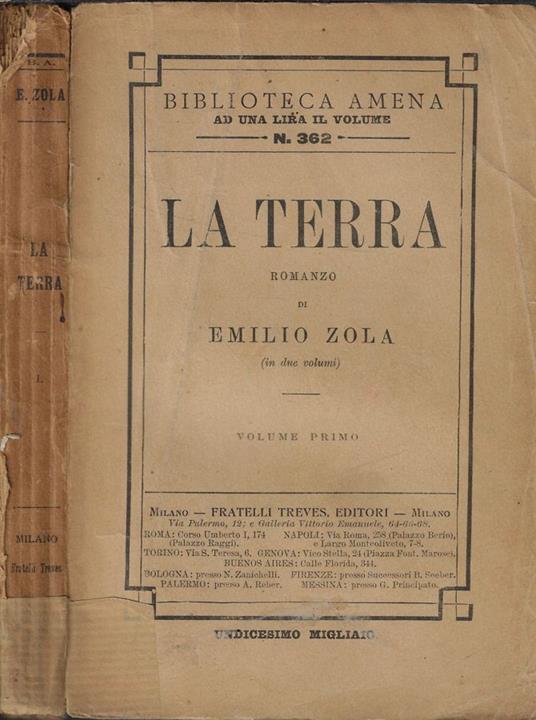 B. A.
E. ZOLA
LA
TERRA
I.
MILANO
Fratelli Treves
BIBLIOTECA AMENA
AD UNA LIRA IL VOLUME
N. 362
LA TERRA
ROMANZO
DI
EMILIO ZOLA
(in due volumi)
VOLUME PRIMO
MILANO — FRATELLI TREVES, EDITORI — MILANO
Via Palermo, 12; e Galleria Vittorio Emanuele, 64-66-68.
ROMA: Corso Umberto I, 174 NAPOLI; Via Roma, 258 (Palazzo Berio),
(Palazzo Raggi). e Largo Monteoliveto, 7-8.
TORINO: Via S. Teresa, 6. GENOVA: Vico Stella, 24 (Piazza Font. Marose).
BUENOS AIRES: Calle Florida, 344.
BOLOGNA: presso N. Zanichelli. FIRENZE: presso Successori B. Seeber.
PALERMO: presso A. Reber. MESSINA: presso G. Principato.
UNDICESIMO MIGLIAIO.